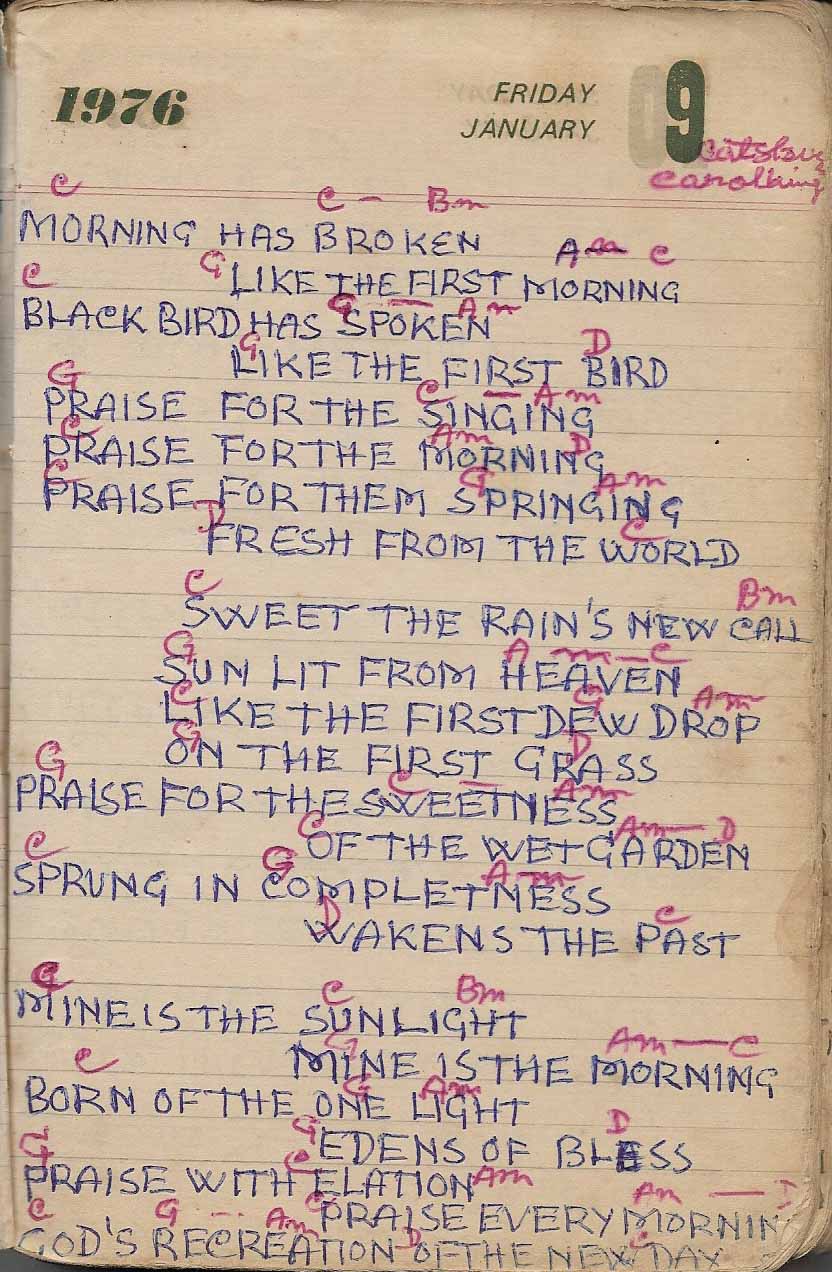 1976 FRIDAY 9
JANUARY
carolking
C C - Bm
MORNING HAS BROKEN
G Am C
LIKE THE FIRST MORNING
C G — Am
BLACK BIRD HAS SPOKEN
G D
LIKE THE FIRST BIRD
G C — Am
PRAISE FOR THE SINGING
C Am D
PRAISE FOR THE MORNING
C G Am
PRAISE FOR THEM SPRINGING
D C
FRESH FROM THE WORLD
C Bm
SWEET THE RAIN'S NEW CALL
G Am — C
SUN LIT FROM HEAVEN
C G Am
LIKE THE FIRST DEW DROP
G D
ON THE FIRST GRASS
G C — Am
PRAISE FOR THE SWEETNESS
C Am — D
OF THE WET GARDEN
C G Am
SPRUNG IN COMPLETNESS
D C
WAKENS THE PAST
C C Bm
MINE IS THE SUNLIGHT
G Am — C
MINE IS THE MORNING
C G Am
BORN OF THE ONE LIGHT
G D
EDENS OF BLESS
G C Am
PRAISE WITH ELATION
C Am —
PRAISE EVERY MORNIN
C G -- Am D C
GOD'S RECREATION OF THE NEW DAY